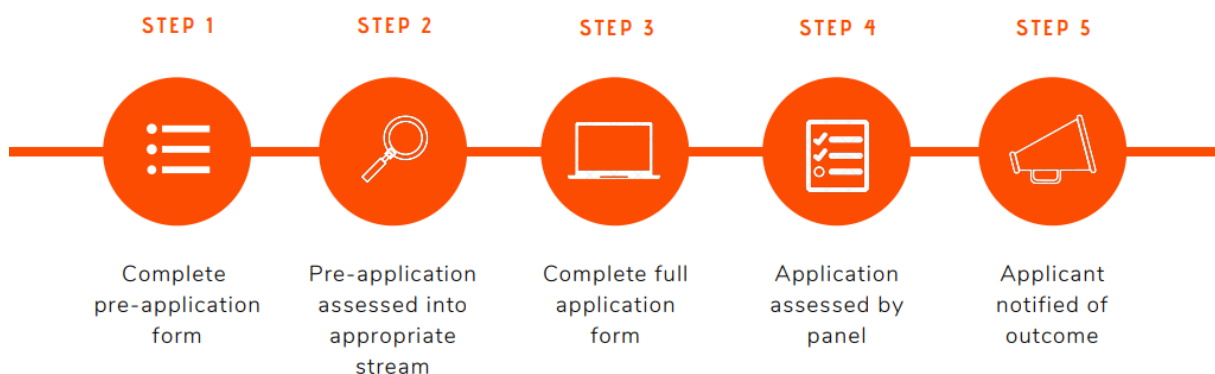 STEP 1
Complete
pre-application
form
STEP 2
Pre-application
assessed into
appropriate
stream
STEP 3
Complete full
application
form
STEP 4
Application
assessed by
panel
STEP 5
Applicant
notified of
outcome